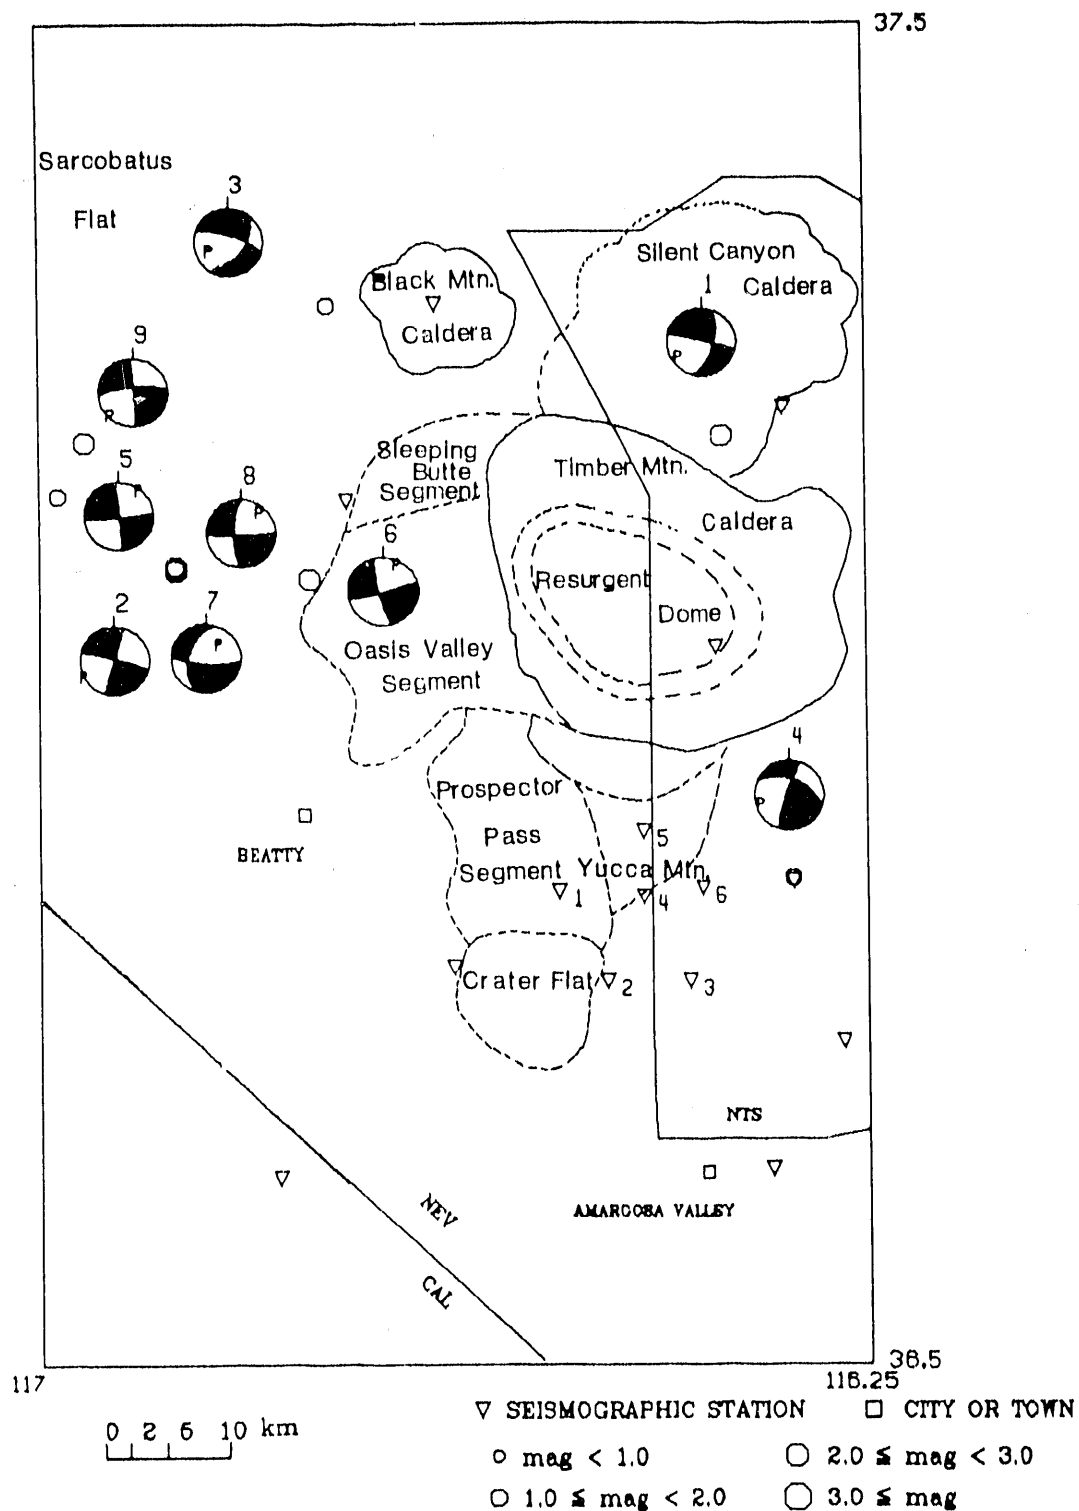 37.5
Sarcobatus
Flat
3
Silent Canyon
Caldera
1
P
Black Mtn.
Caldera
P
9
P
Sleeping
Butte
Segment
Timber Mtn.
Caldera
5
P
8
P
6
P
Resurgent
Dome
2
P
7
P
Oasis Valley
Segment
4
P
Prospector
Pass
Segment
Yucca Mtn.
5
1
4
6
BEATTY
Crater Flat
2
3
NTS
AMARGOSA VALLEY
NEV
CAL
36.5
117
116.25
0 2 6 10 km
SEISMOGRAPHIC STATION
CITY OR TOWN
mag < 1.0
2.0 ≤ mag < 3.0
1.0 ≤ mag < 2.0
3.0 ≤ mag